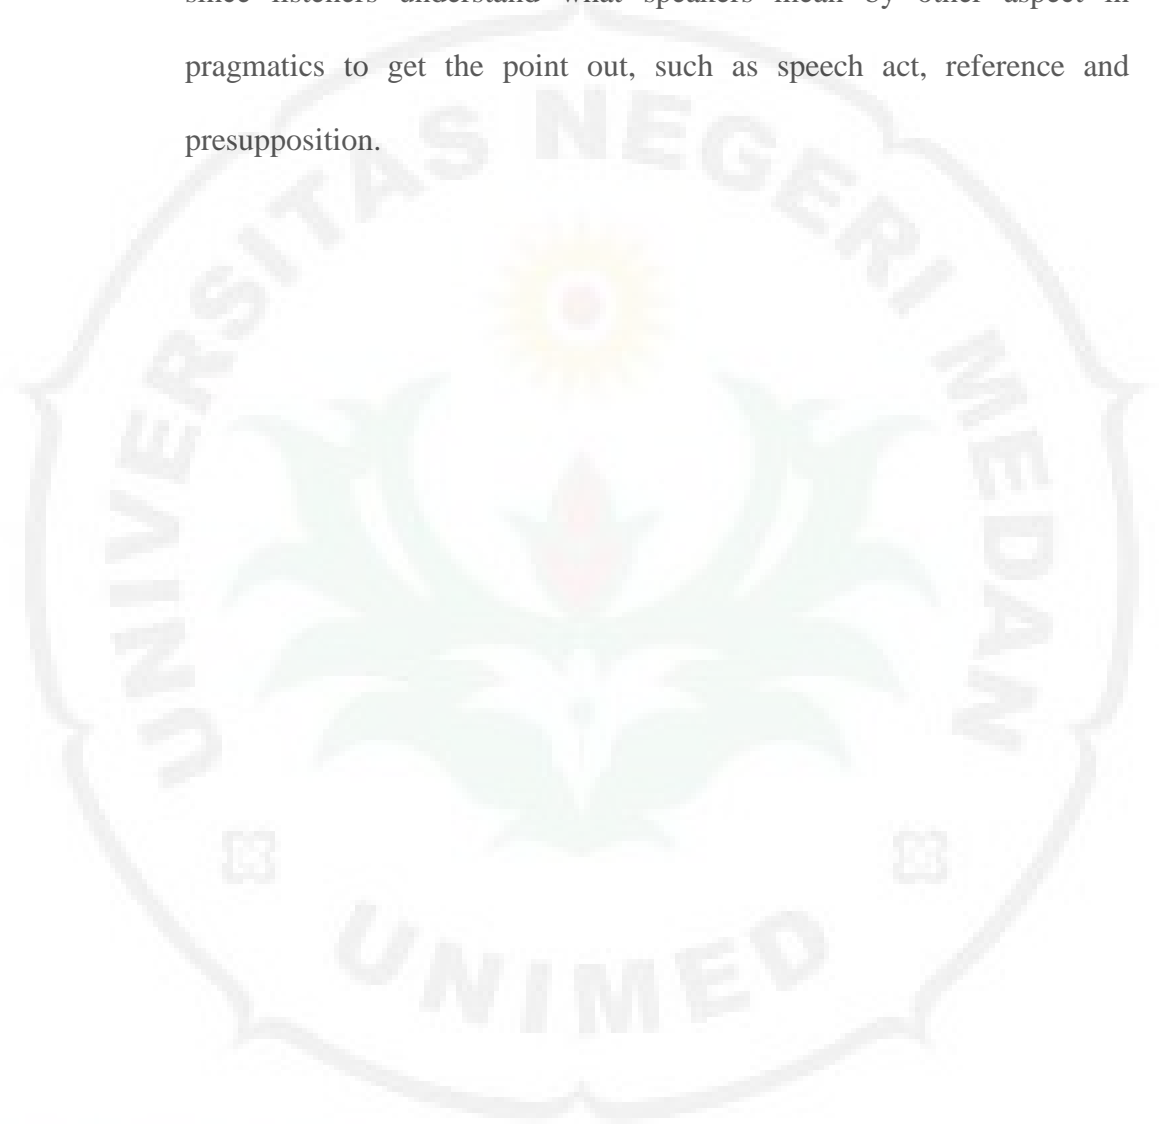 since listeners understand what speakers mean by other aspect in
pragmatics to get the point out, such as speech act, reference and
presupposition.
UNIVERSITAS NEGERI MEDAN
UNIMED